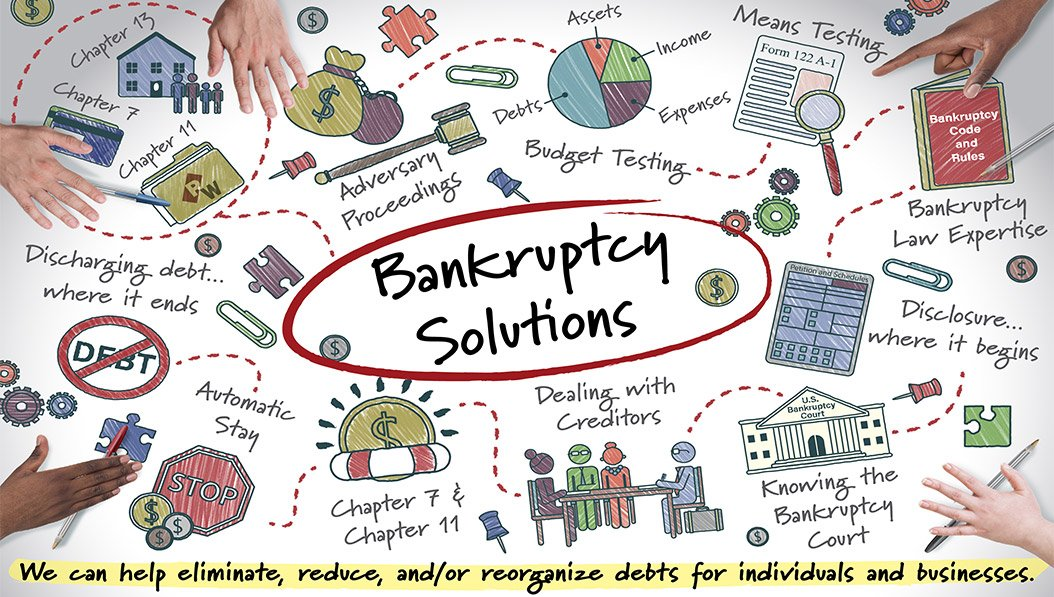 Chapter 13
Chapter 7
Chapter 11
PW
$
Adversary
Proceedings
Assets
Income
Debts
Expenses
Budget Testing
Means Testing
Form 122 A-1
Bankruptcy
Code
and
Rules
Bankruptcy
Law Expertise
Bankruptcy
Solutions
Discharging debt...
where it ends
DEBT
Petition and Schedules
Disclosure...
where it begins
Automatic
Stay
STOP
$
$
$
$
Chapter 7 &
Chapter 11
Dealing with
Creditors
U.S.
Bankruptcy
Court
Knowing the
Bankruptcy
Court
We can help eliminate, reduce, and/or reorganize debts for individuals and businesses.